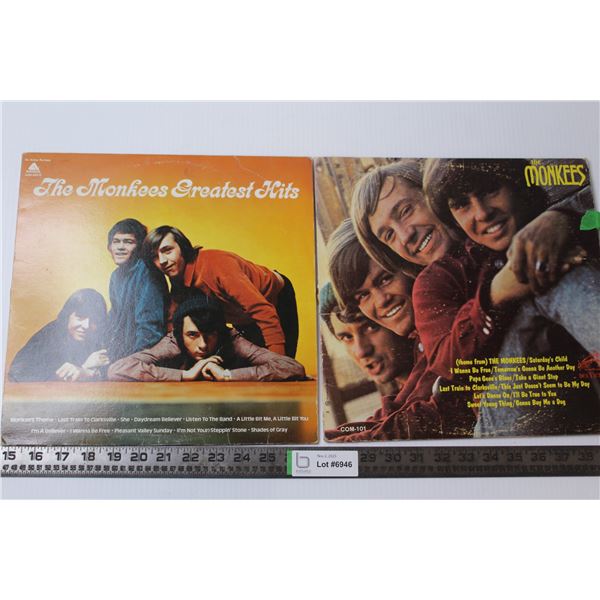 The Monkees Greatest Hits
Monkee's Theme · Last Train To Clarksville · She · Daydream Believer · Listen To The Band · A Little Bit Me, A Little Bit You
I'm A Believer · I Wanna Be Free · Pleasant Valley Sunday · I'm Not Your Steppin' Stone · Shades of Gray
the
MONKEES
(theme from) THE MONKEES/Saturday's Child
I Wanna Be Free/Tomorrow's Gonna Be Another Day
Papa Gene's Blues/Take a Giant Step
Last Train to Clarksville/This Just Doesn't Seem to Be My Day
Let's Dance On/I'll Be True to You
Sweet Young Thing/Gonna Buy Me a Dog
COM-101
15 16 17 18 19 20 21 22 23 24 25 29 30 31 32 33 34 35 36 37 38
b
Nov 2, 2025
Lot #6946